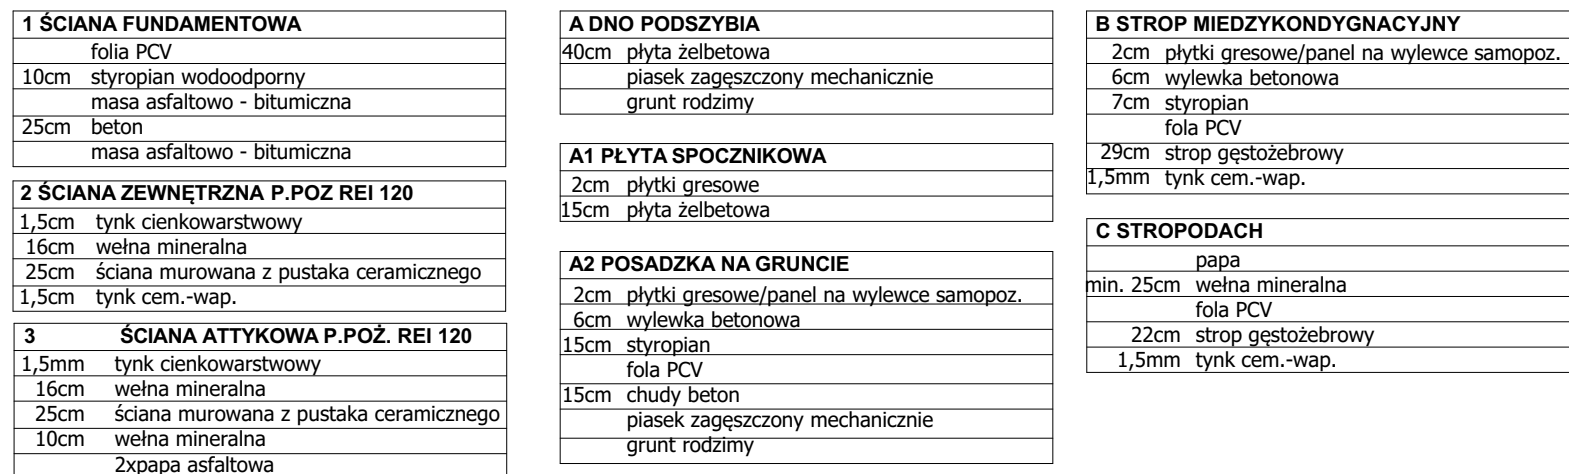 1 ŚCIANA FUNDAMENTOWA
folia PCV
10cm styropian wodoodporny
masa asfaltowo - bitumiczna
25cm beton
masa asfaltowo - bitumiczna
2 ŚCIANA ZEWNĘTRZNA P.POZ REI 120
1,5cm tynk cienkowarstwowy
16cm wełna mineralna
25cm ściana murowana z pustaka ceramicznego
1,5cm tynk cem.-wap.
3 ŚCIANA ATTYKOWA P.POŻ. REI 120
1,5mm tynk cienkowarstwowy
16cm wełna mineralna
25cm ściana murowana z pustaka ceramicznego
10cm wełna mineralna
2xpapa asfaltowa
A DNO PODSZYBIA
40cm płyta żelbetowa
piasek zagęszczony mechanicznie
grunt rodzimy
A1 PŁYTA SPOCZNIKOWA
2cm płytki gresowe
15cm płyta żelbetowa
A2 POSADZKA NA GRUNCIE
2cm płytki gresowe/panel na wylewce samopoz.
6cm wylewka betonowa
15cm styropian
fola PCV
15cm chudy beton
piasek zagęszczony mechanicznie
grunt rodzimy
B STROP MIEDZYKONDYGNACYJNY
2cm płytki gresowe/panel na wylewce samopoz.
6cm wylewka betonowa
7cm styropian
fola PCV
29cm strop gęstożebrowy
1,5mm tynk cem.-wap.
C STROPODACH
papa
min. 25cm wełna mineralna
fola PCV
22cm strop gęstożebrowy
1,5mm tynk cem.-wap.